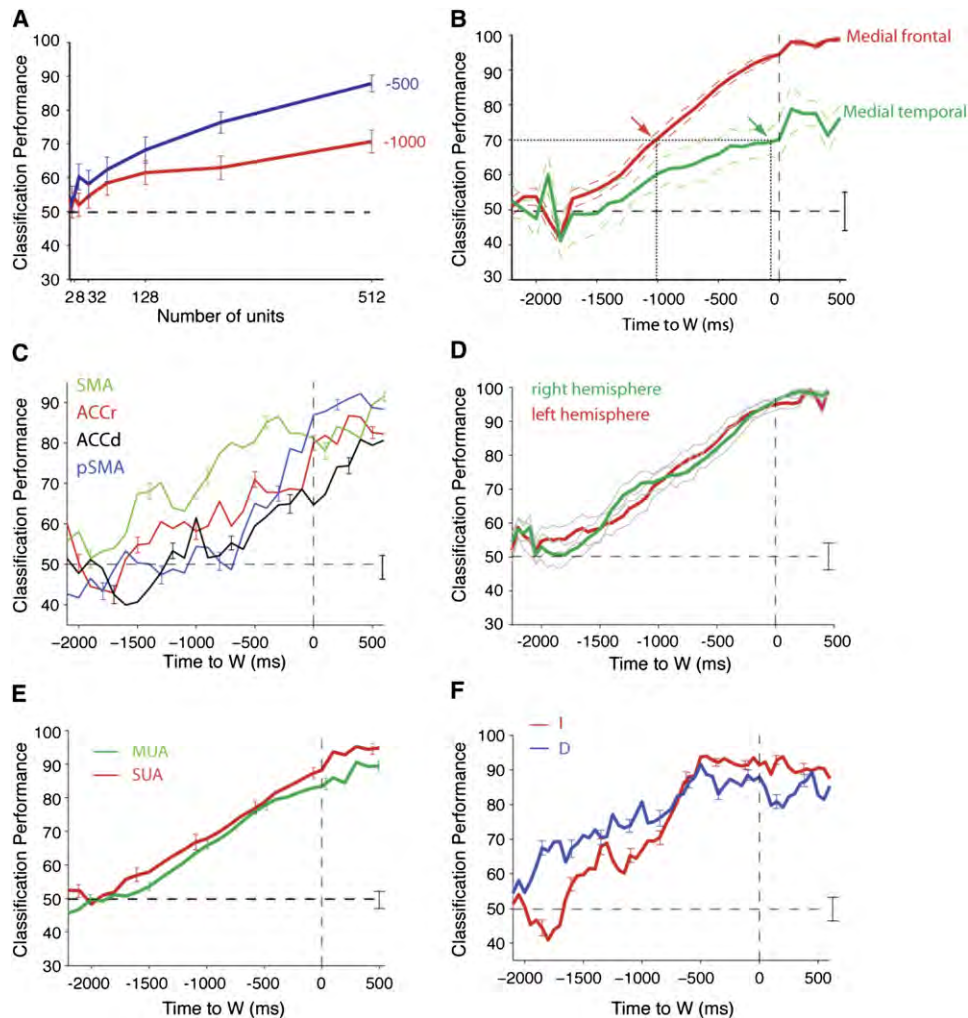 A
Classification Performance
100
90
80
70
60
50
40
30
-500
-1000
2 8 32 128 512
Number of units
B
Classification Performance
100
90
80
70
60
50
40
30
Medial frontal
Medial temporal
-2000 -1500 -1000 -500 0 500
Time to W (ms)
C
Classification Performance
90
80
70
60
50
40
SMA
ACCr
ACCd
pSMA
-2000 -1500 -1000 -500 0 500
Time to W (ms)
D
Classification Performance
100
90
80
70
60
50
40
30
right hemisphere
left hemisphere
-2000 -1500 -1000 -500 0 500
Time to W (ms)
E
Classification Performance
100
90
80
70
60
50
40
30
MUA
SUA
-2000 -1500 -1000 -500 0 500
Time to W (ms)
F
Classification Performance
100
90
80
70
60
50
40
I
D
-2000 -1500 -1000 -500 0 500
Time to W (ms)